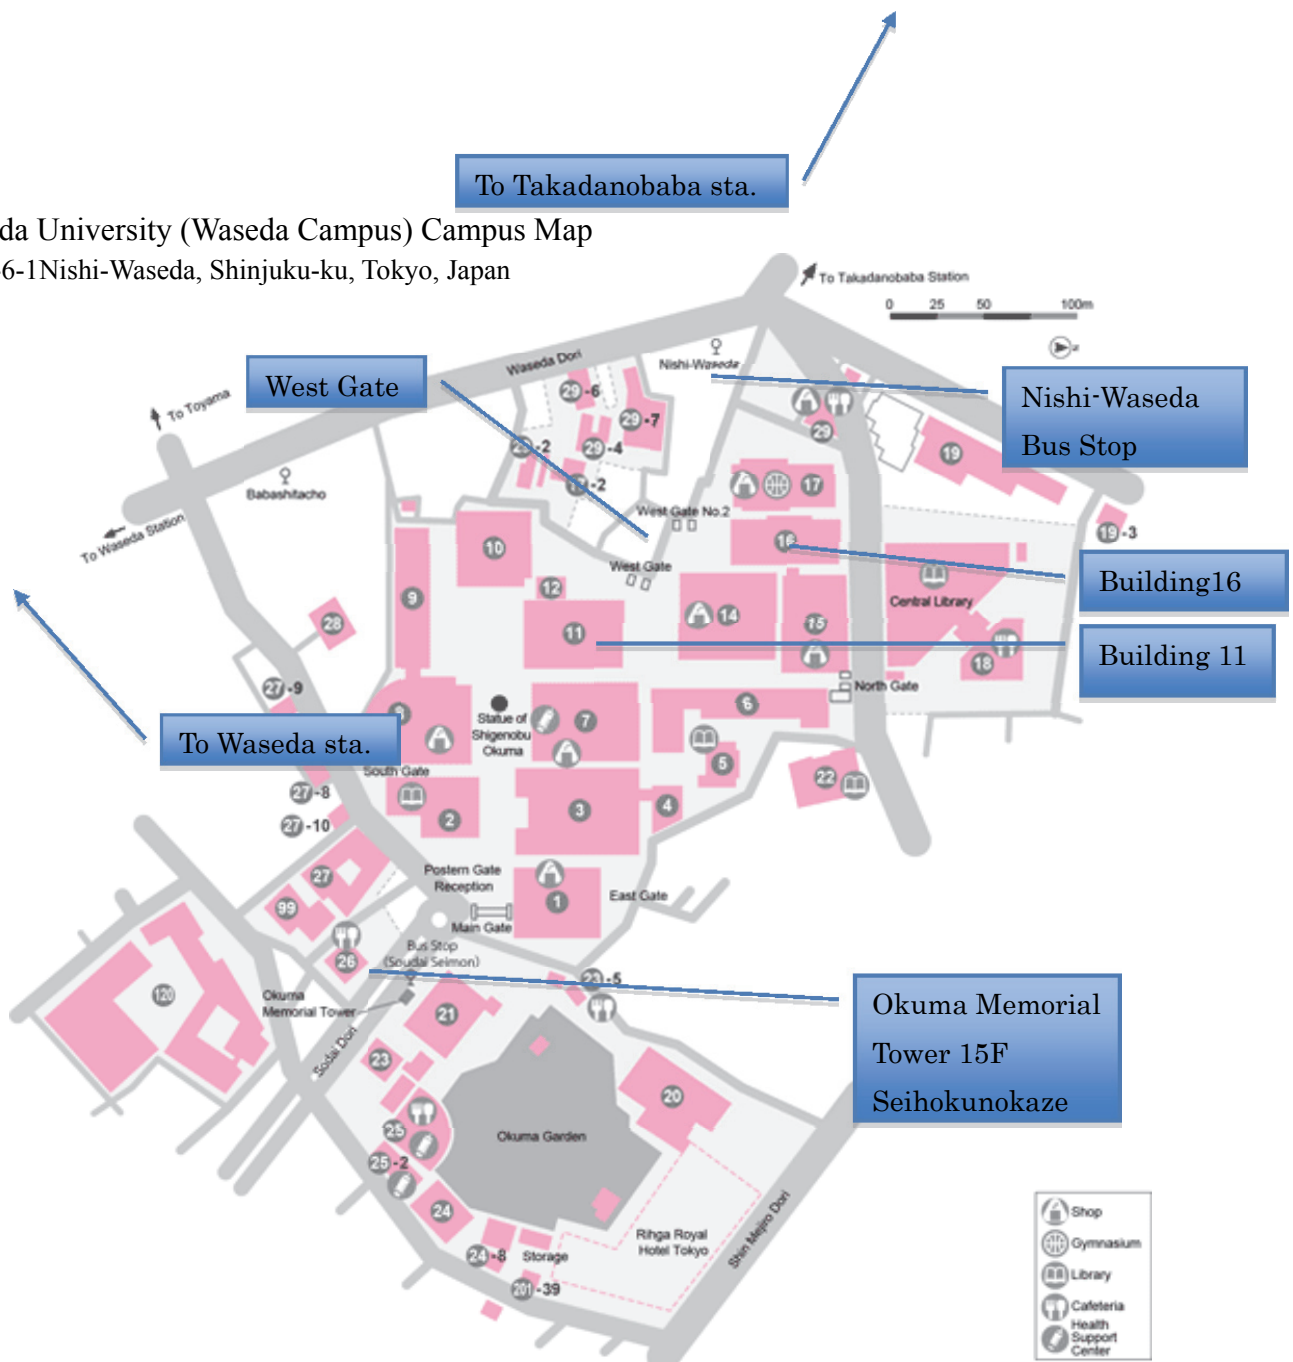 To Takadanobaba sta.
da University (Waseda Campus) Campus Map
6-1Nishi-Waseda, Shinjuku-ku, Tokyo, Japan
To Takadanobaba Station
0 25 50 100m
N
Waseda Dori
Nishi-Waseda
West Gate
Nishi-Waseda
Bus Stop
To Toyama
29-6
29-7
29-4
29
19
Babashitacho
To Waseda Station
-2
-2
17
West Gate No.2
16
19-3
10
West Gate
Building16
Central Library
9
12
28
11
14
15
18
Building 11
27-9
North Gate
6
Statue of
Shigenobu
Okuma
7
To Waseda sta.
5
South Gate
22
27-8
2
3
4
27-10
27
Postern Gate
Reception
1
East Gate
99
Main Gate
Bus Stop
(Soudai Seimon)
26
23-5
120
Okuma
Memorial Tower
21
Okuma Memorial
Tower 15F
Seihokunokaze
Sodai Dori
23
20
25
Okuma Garden
25-2
24
Rihga Royal
Hotel Tokyo
Shin Mejiro Dori
24-8
Storage
201-39
Shop
Gymnasium
Library
Cafeteria
Health
Support
Center